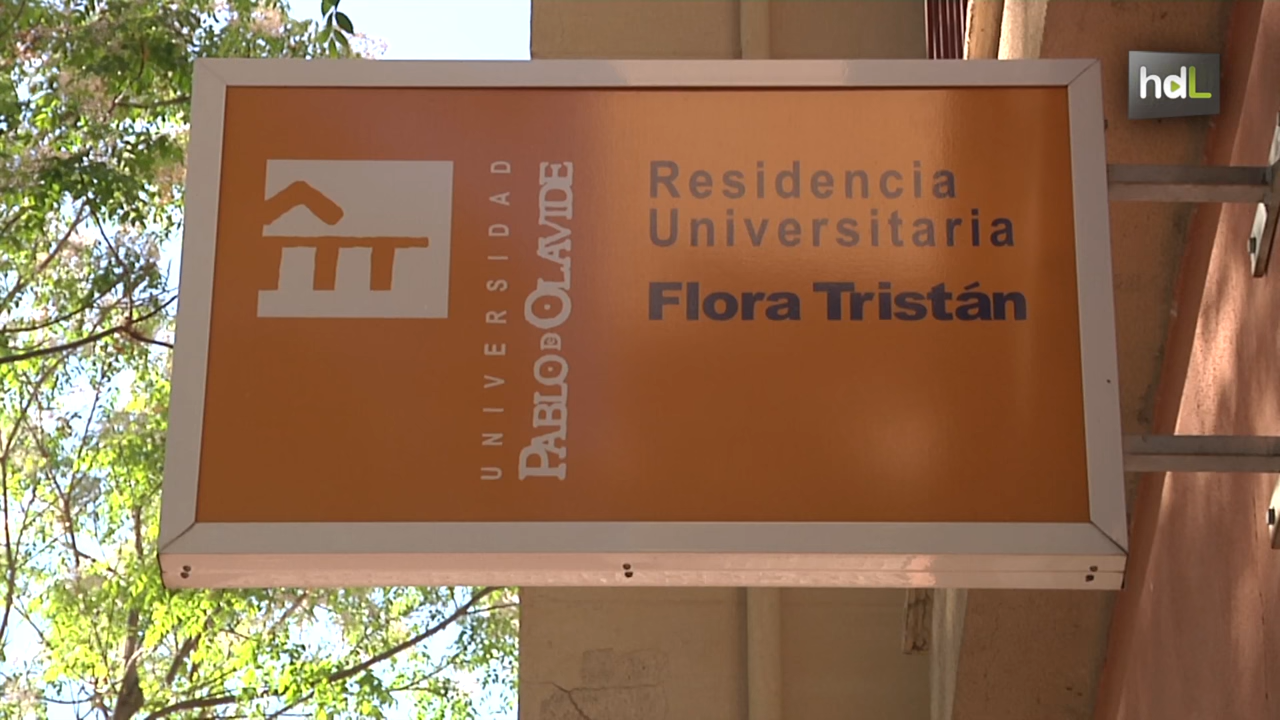 hdL
UNIVERSIDAD
PABLO DE OLAVIDE
Residencia
Universitaria
Flora Tristán